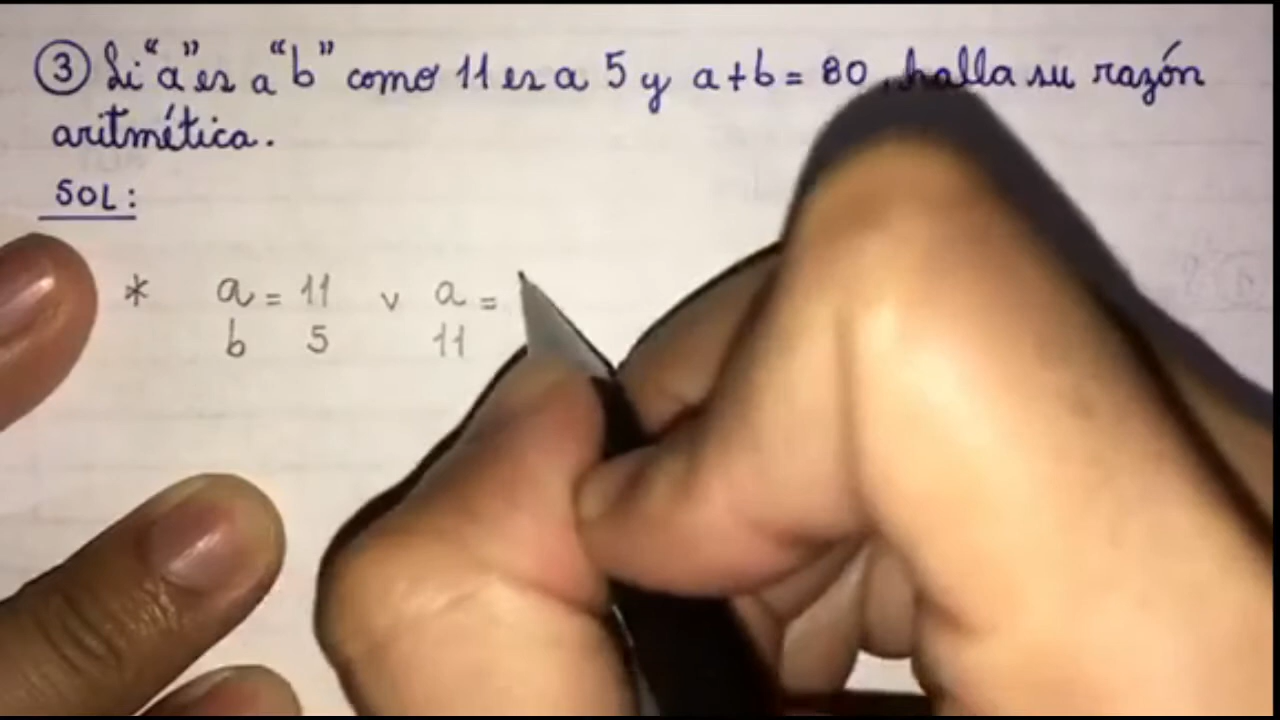 ③ Si "a" es a "b" como 11 es a 5 y a + b = 80, halla su razón
aritmética.
SOL:
* a = 11 v a =
b 5 11